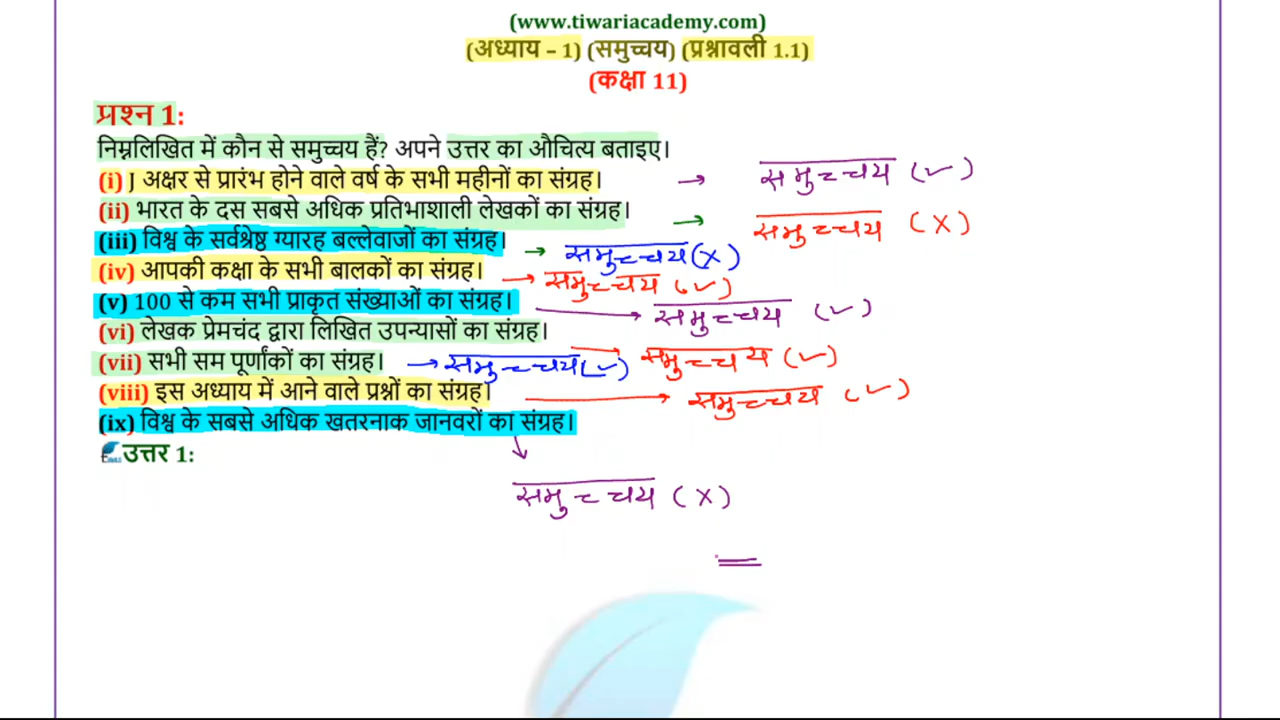 (www.tiwariacademy.com)
(अध्याय – 1) (समुच्चय) (प्रश्नावली 1.1)
(कक्षा 11)
प्रश्न 1:
निम्नलिखित में कौन से समुच्चय हैं? अपने उत्तर का औचित्य बताइए।
(i) J अक्षर से प्रारंभ होने वाले वर्ष के सभी महीनों का संग्रह। → समुच्चय (✓)
(ii) भारत के दस सबसे अधिक प्रतिभाशाली लेखकों का संग्रह। → समुच्चय (X)
(iii) विश्व के सर्वश्रेष्ठ ग्यारह बल्लेवाजों का संग्रह। → समुच्चय (X)
(iv) आपकी कक्षा के सभी बालकों का संग्रह। → समुच्चय (✓)
(v) 100 से कम सभी प्राकृत संख्याओं का संग्रह। → समुच्चय (✓)
(vi) लेखक प्रेमचंद द्वारा लिखित उपन्यासों का संग्रह। → समुच्चय (✓)
(vii) सभी सम पूर्णांकों का संग्रह। → समुच्चय (✓)
(viii) इस अध्याय में आने वाले प्रश्नों का संग्रह। → समुच्चय (✓)
(ix) विश्व के सबसे अधिक खतरनाक जानवरों का संग्रह।
उत्तर 1:
↓ समुच्चय (X)